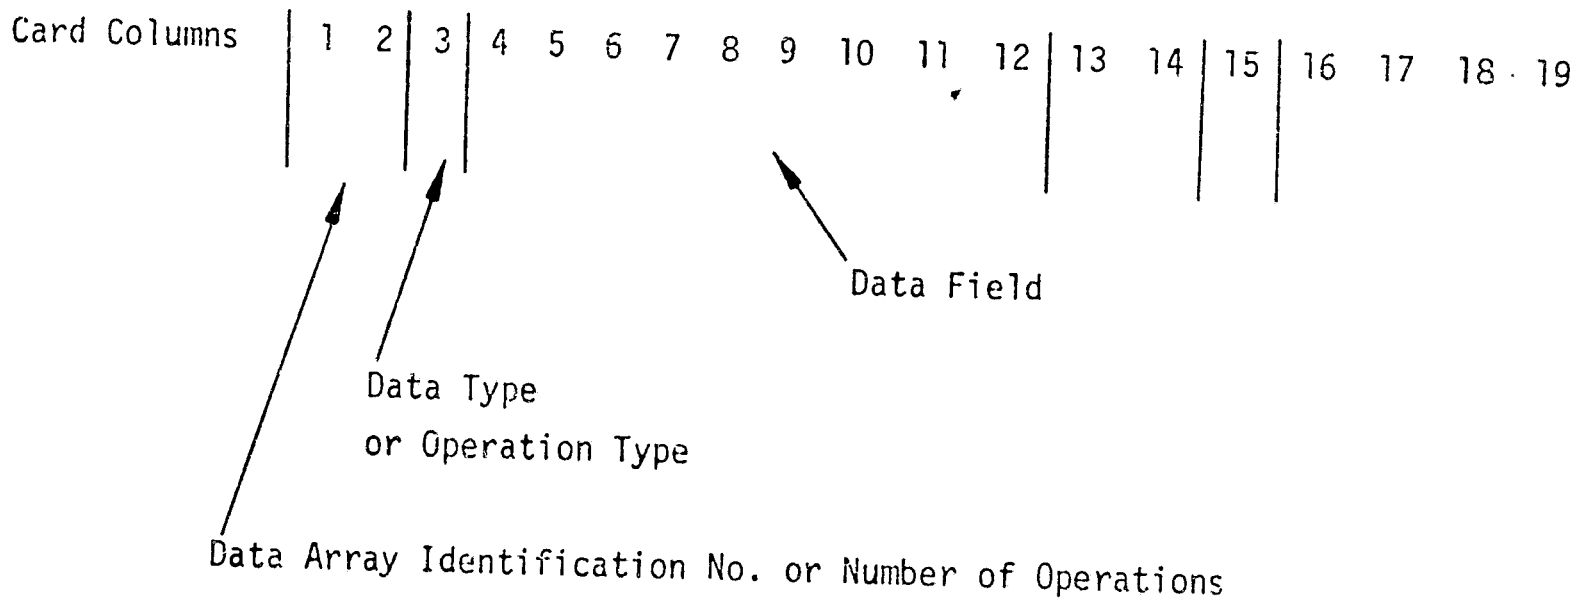 Card Columns 1 2 3 4 5 6 7 8 9 10 11 12 13 14 15 16 17 18 19
Data Field
Data Type
or Operation Type
Data Array Identification No. or Number of Operations